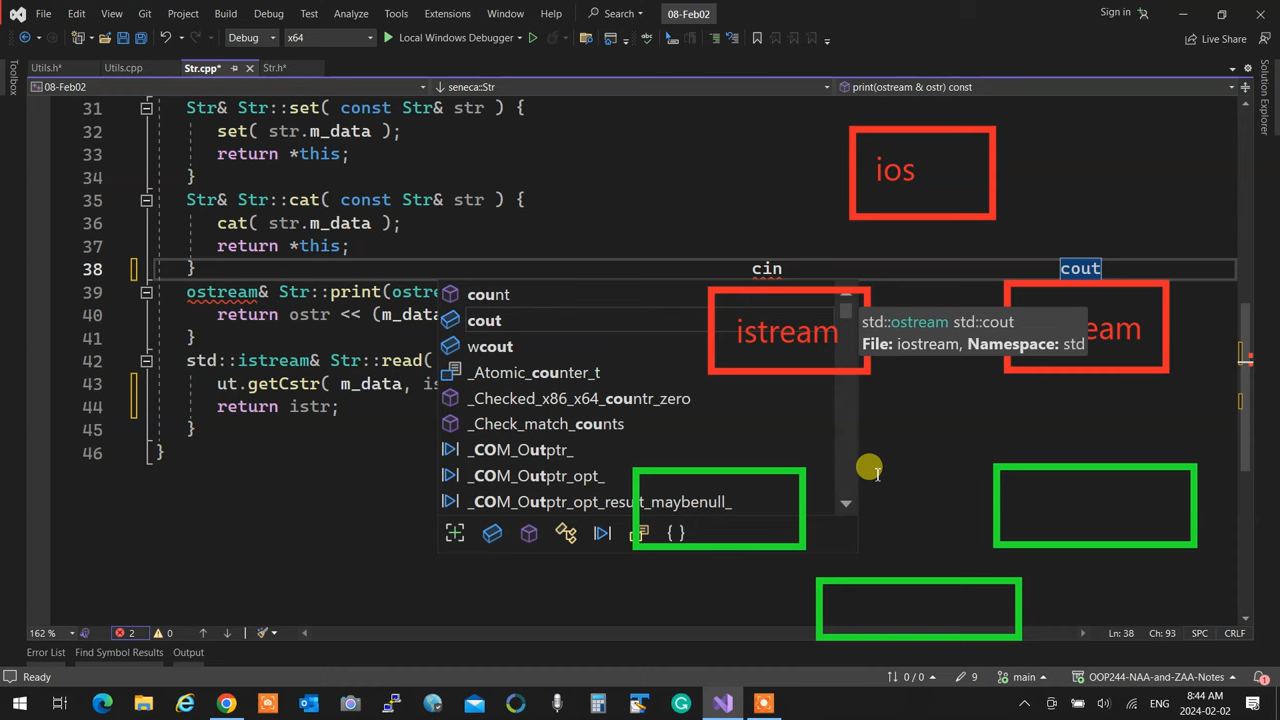 File Edit View Git Project Build Debug Test Analyze Tools Extensions Window Help Search 08-Feb02 Sign in
Debug x64 Local Windows Debugger Live Share
Utils.h* Utils.cpp Str.cpp* Str.h*
08-Feb02 seneca::Str print(ostream & ostr) const
Toolbox
Solution Explorer
31 Str& Str::set( const Str& str ) {
32 set( str.m_data );
33 return *this;
34 }
35 Str& Str::cat( const Str& str ) {
36 cat( str.m_data );
37 return *this;
38 } cin cout
39 ostream& Str::print(ostre
40 return ostr << (m_data
41 }
42 std::istream& Str::read(
43 ut.getCstr( m_data, is
44 return istr;
45 }
46 }
ios
istream
eam
count
cout
wcout
_Atomic_counter_t
_Checked_x86_x64_countr_zero
_Check_match_counts
_COM_Outptr_
_COM_Outptr_opt_
_COM_Outptr_opt_result_maybenull_
{ }
std::ostream std::cout
File: iostream, Namespace: std
162 % 2 0 Ln: 38 Ch: 93 SPC CRLF
Error List Find Symbol Results Output
Ready 0 / 0 9 main OOP244-NAA-and-ZAA-Notes 1
ENG 8:44 AM
2024-02-02